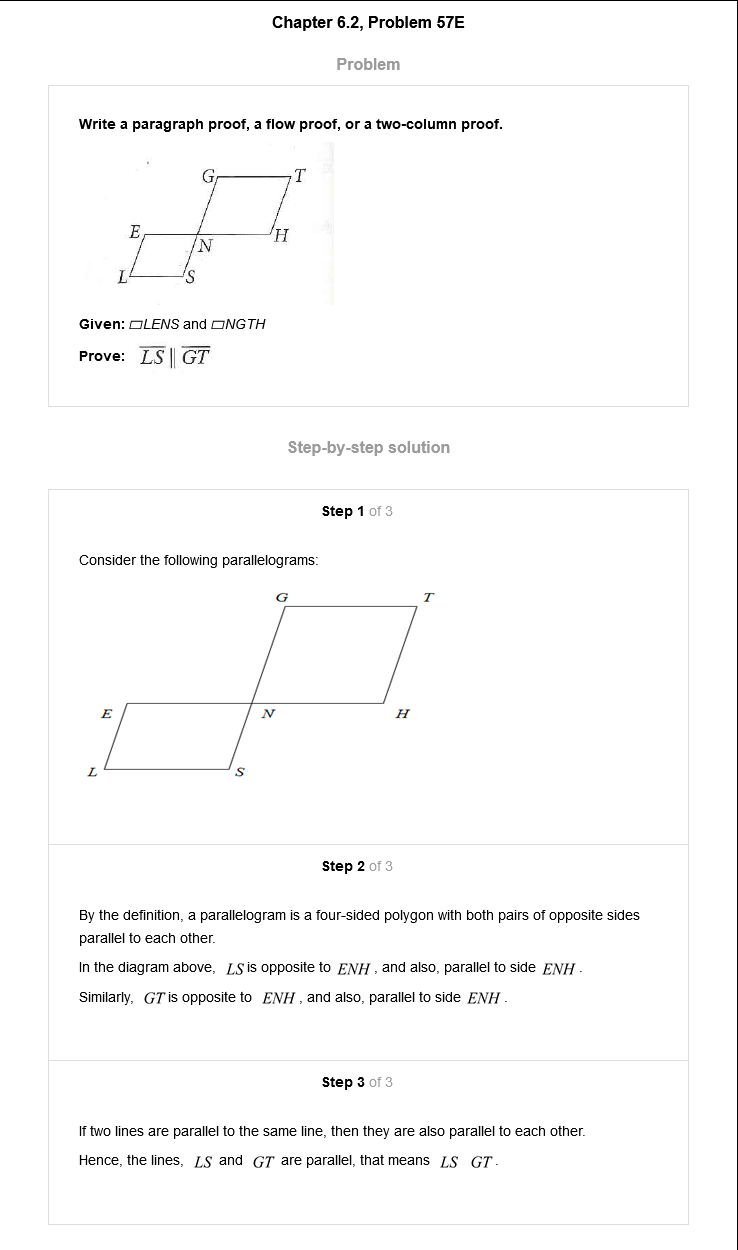 Chapter 6.2, Problem 57E
Problem
Write a paragraph proof, a flow proof, or a two-column proof.
G T
E N H
L S
Given: ▱LENS and ▱NGTH
Prove: L̅S̅ || G̅T̅
Step-by-step solution
Step 1 of 3
Consider the following parallelograms:
G T
E N H
L S
Step 2 of 3
By the definition, a parallelogram is a four-sided polygon with both pairs of opposite sides
parallel to each other.
In the diagram above, LS is opposite to ENH , and also, parallel to side ENH .
Similarly, GT is opposite to ENH , and also, parallel to side ENH .
Step 3 of 3
If two lines are parallel to the same line, then they are also parallel to each other.
Hence, the lines, LS and GT are parallel, that means LS GT .